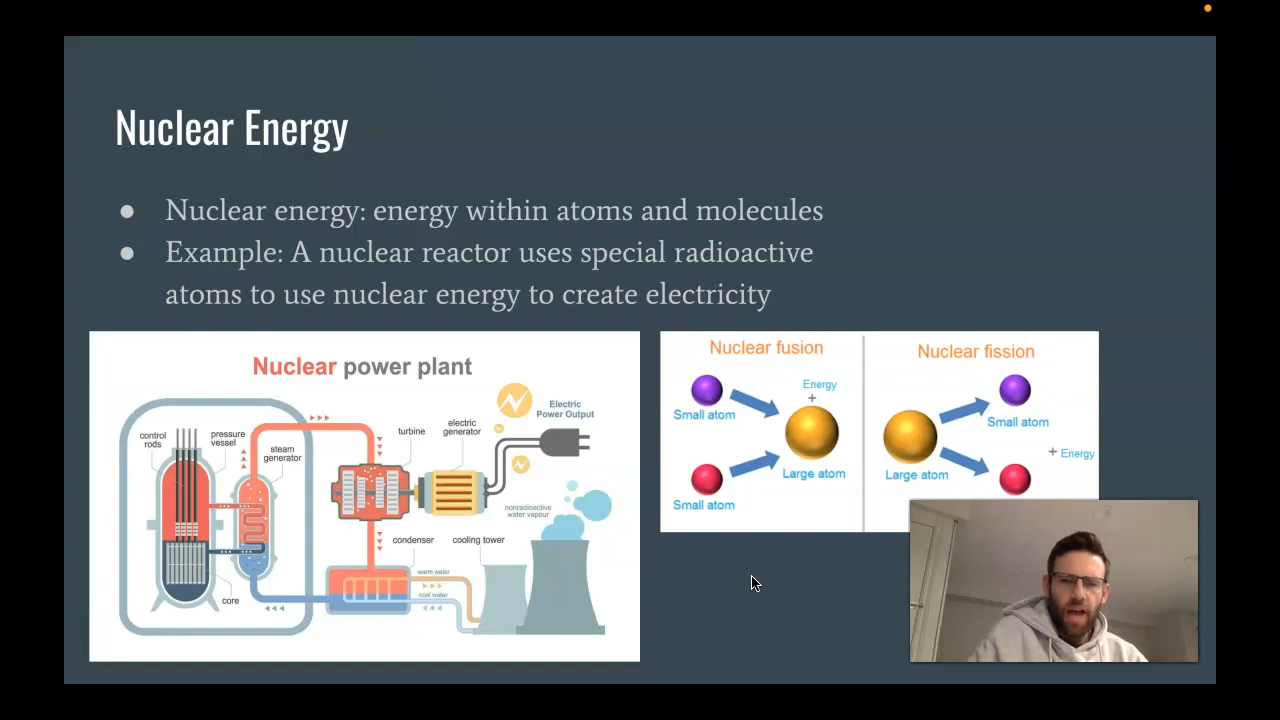 Nuclear Energy
● Nuclear energy: energy within atoms and molecules
● Example: A nuclear reactor uses special radioactive
atoms to use nuclear energy to create electricity
Nuclear power plant
control
rods
pressure
vessel
steam
generator
turbine
electric
generator
Electric
Power Output
nonradioactive
water vapour
condenser
cooling tower
warm water
cool water
core
Nuclear fusion
Small atom
Energy
+
Large atom
Small atom
Nuclear fission
Small atom
+ Energy
Large atom